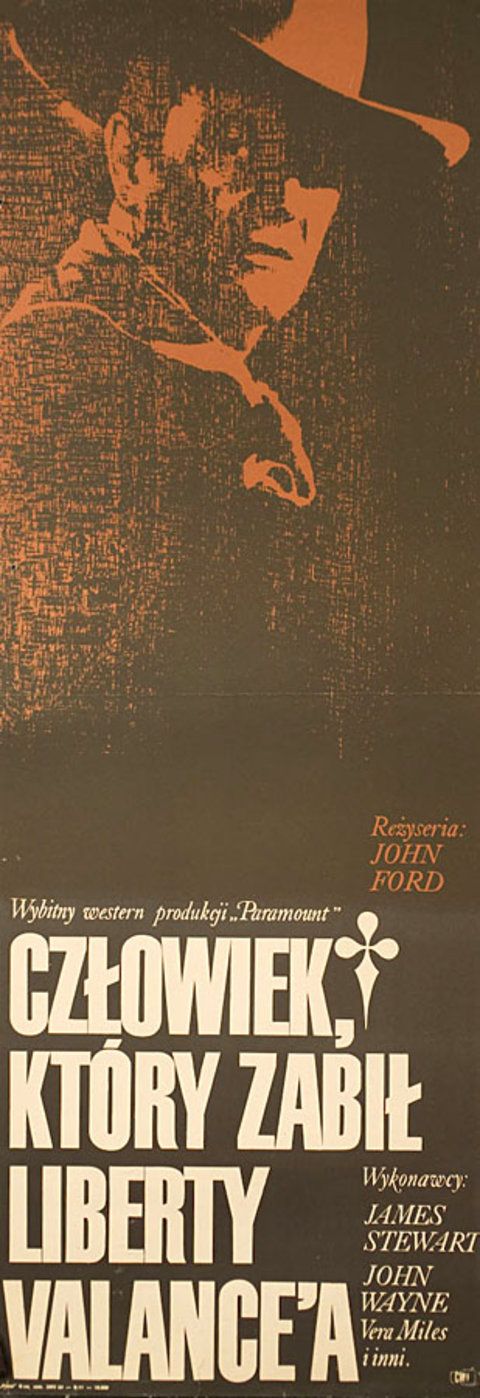 Reżyseria:
JOHN
FORD
Wybitny western produkcji „Paramount”
CZŁOWIEK,
KTÓRY ZABIŁ
LIBERTY
VALANCE'A
Wykonawcy:
JAMES
STEWART
JOHN
WAYNE
Vera Miles
i inni.